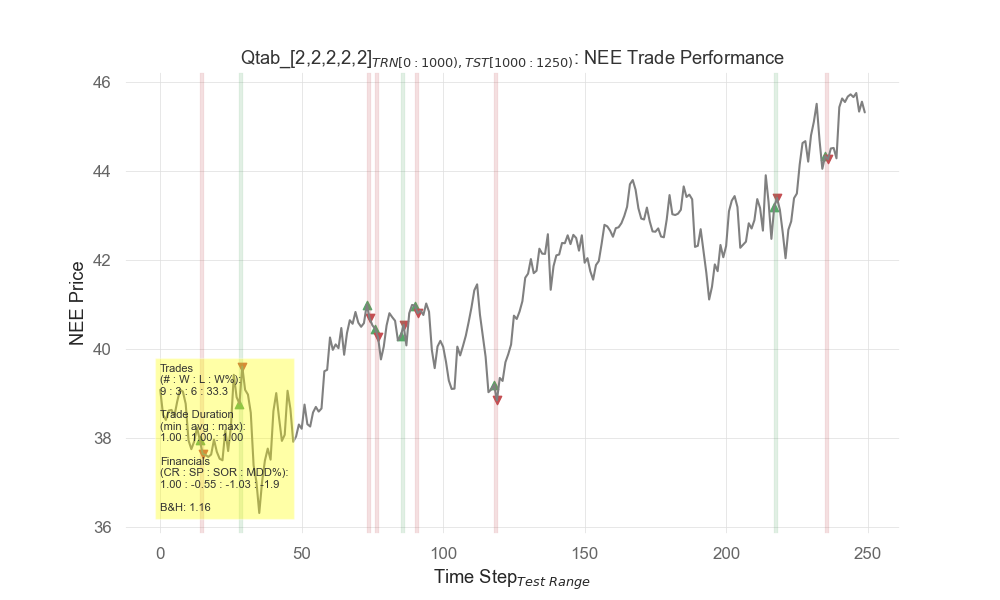 Qtab_[2,2,2,2,2]TRN[0 : 1000), TST[1000 : 1250): NEE Trade Performance
46
44
42
40
38
36
NEE Price
Trades
(# : W : L : W%):
9 : 3 : 6 : 33.3
Trade Duration
(min : avg : max):
1.00 : 1.00 : 1.00
Financials
(CR : SP : SOR : MDD%):
1.00 : -0.55 : -1.03 : -1.9
B&H: 1.16
0 50 100 150 200 250
Time StepTest Range